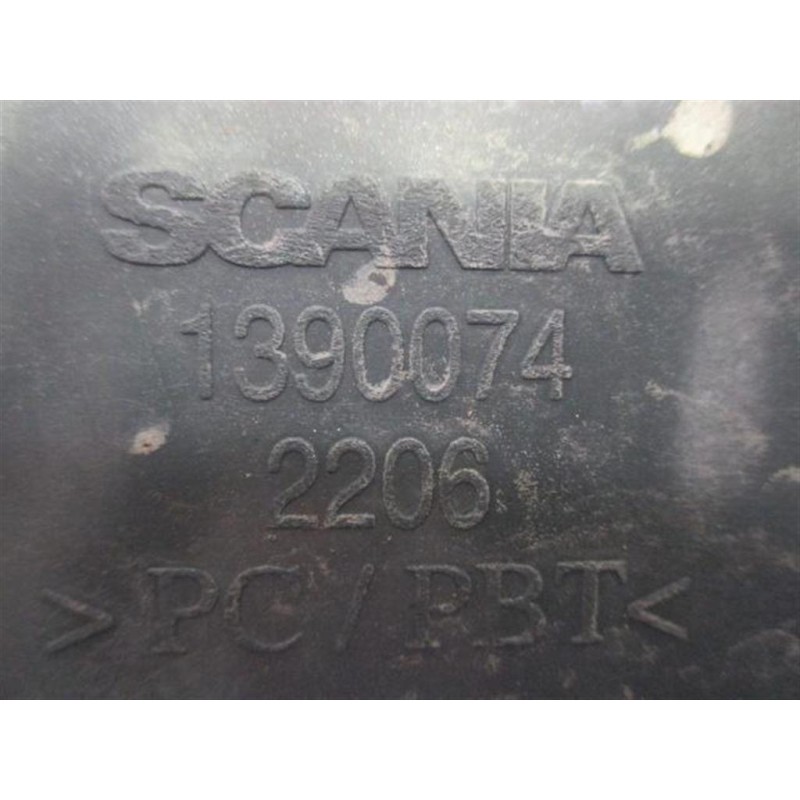 SCANIA
1390074
2206
>PC/PBT<